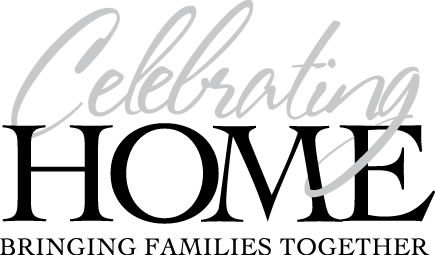 Celebrating
HOME
BRINGING FAMILIES TOGETHER